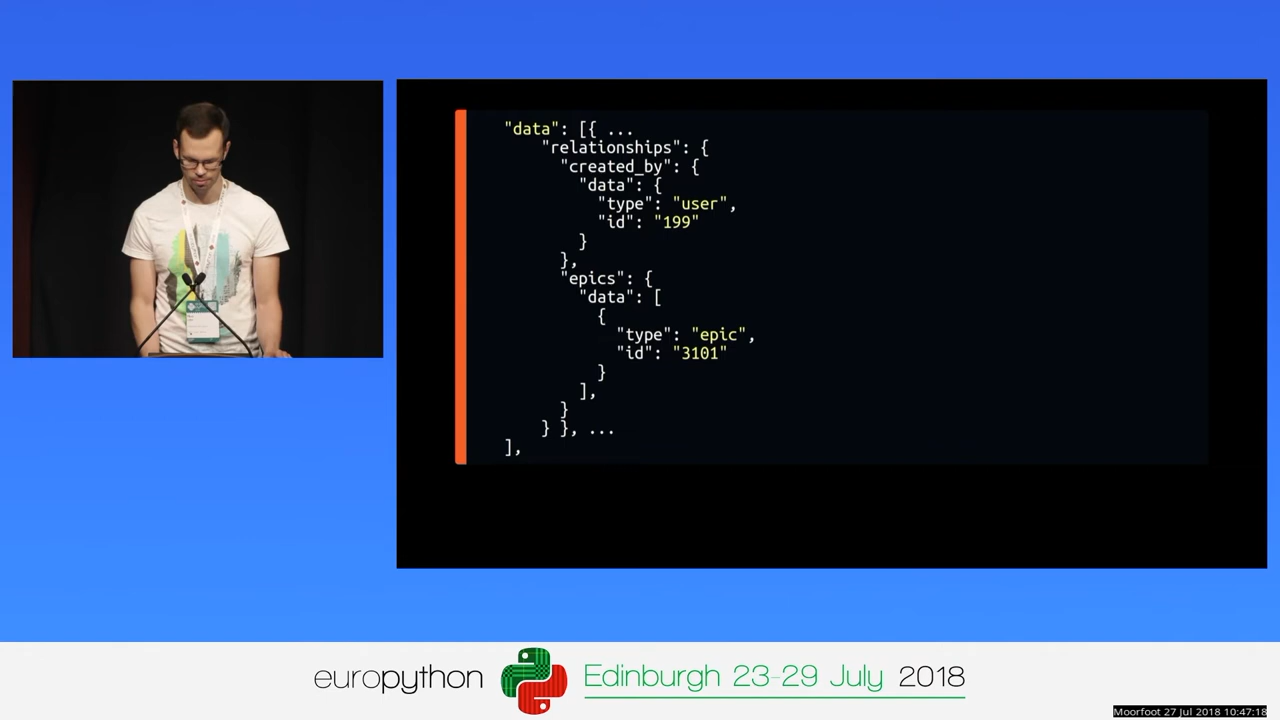 "data": [{ ...
"relationships": {
"created_by": {
"data": {
"type": "user",
"id": "199"
}
},
"epics": {
"data": [
{
"type": "epic",
"id": "3101"
}
],
}
} }, ...
],
europython Edinburgh 23-29 July 2018
Moorfoot 27 Jul 2018 10:47:18